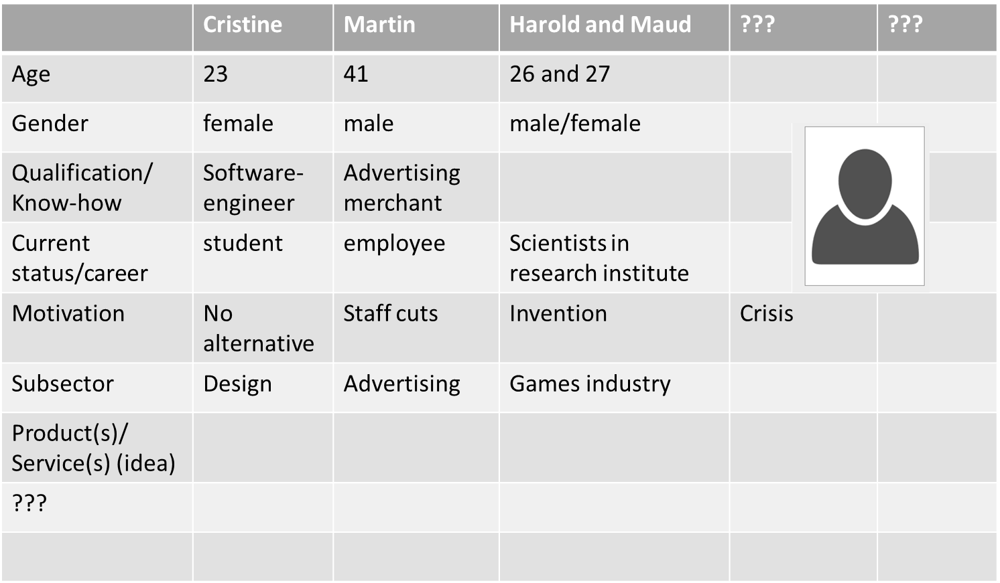 Cristine Martin Harold and Maud ??? ???
Age 23 41 26 and 27
Gender female male male/female
Qualification/ Software- Advertising
Know-how engineer merchant
Current student employee Scientists in
status/career research institute
Motivation No Staff cuts Invention Crisis
alternative
Subsector Design Advertising Games industry
Product(s)/
Service(s) (idea)
???